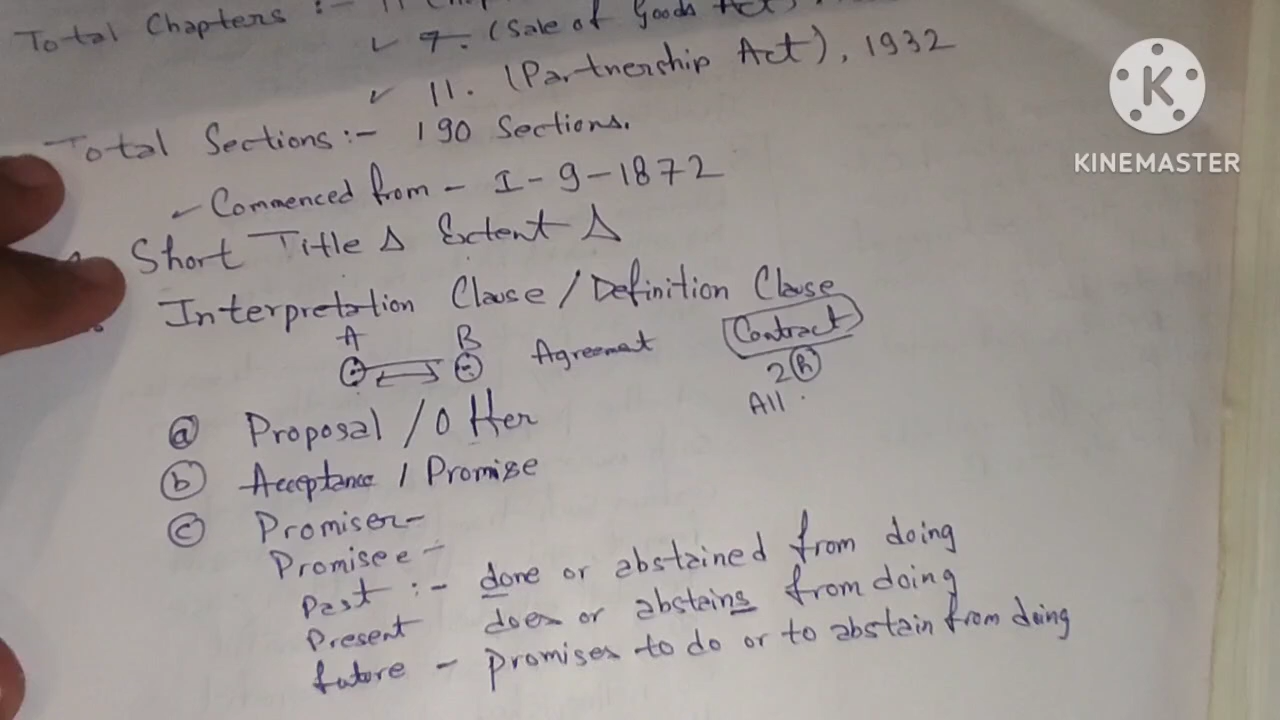 Total Chapters :- 11
✓ 7. (Sale of Goods Act)
✓ 11. (Partnership Act), 1932
Total Sections :- 190 Sections.
✓ Commenced from - 1-9-1872
Short Title Δ Extent Δ
Interpretation Clause / Definition Clause
A B Agreement Contract
2(h)
All
(a) Proposal / Offer
(b) Acceptance / Promise
(c) Promiser-
Promisee -
Past :- done or abstained from doing
Present does or abstains from doing
future - promises to do or to abstain from doing
K
KINEMASTER